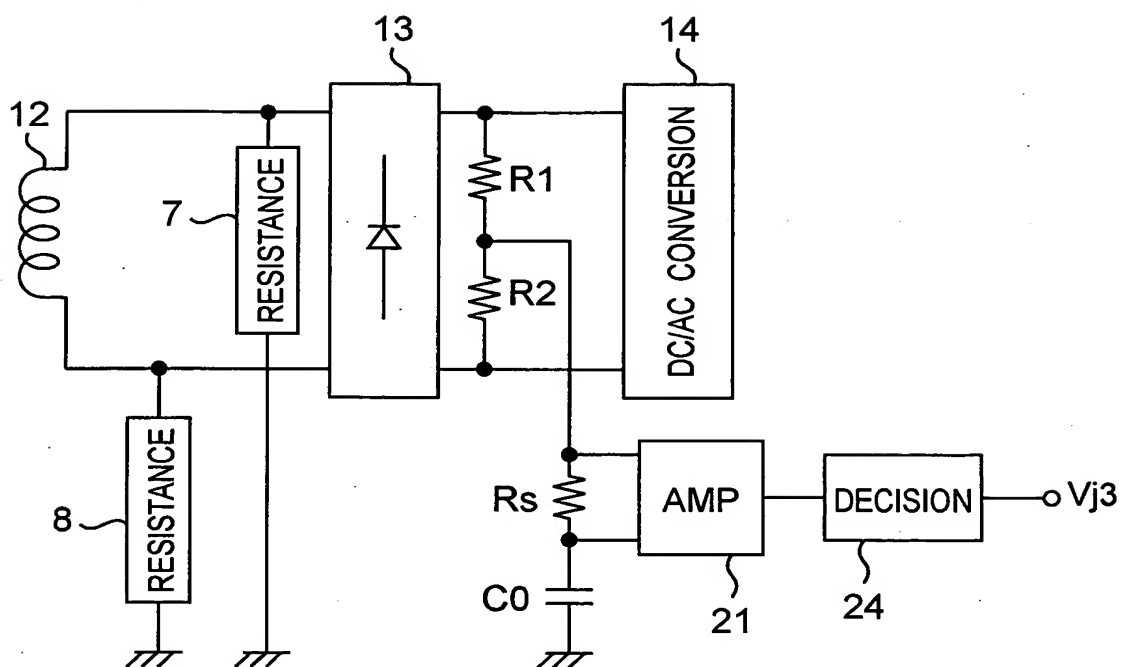 13
14
12
R1
7
RESISTANCE
R2
DC/AC CONVERSION
8
RESISTANCE
Rs
AMP
DECISION
Vj3
C0
21
24